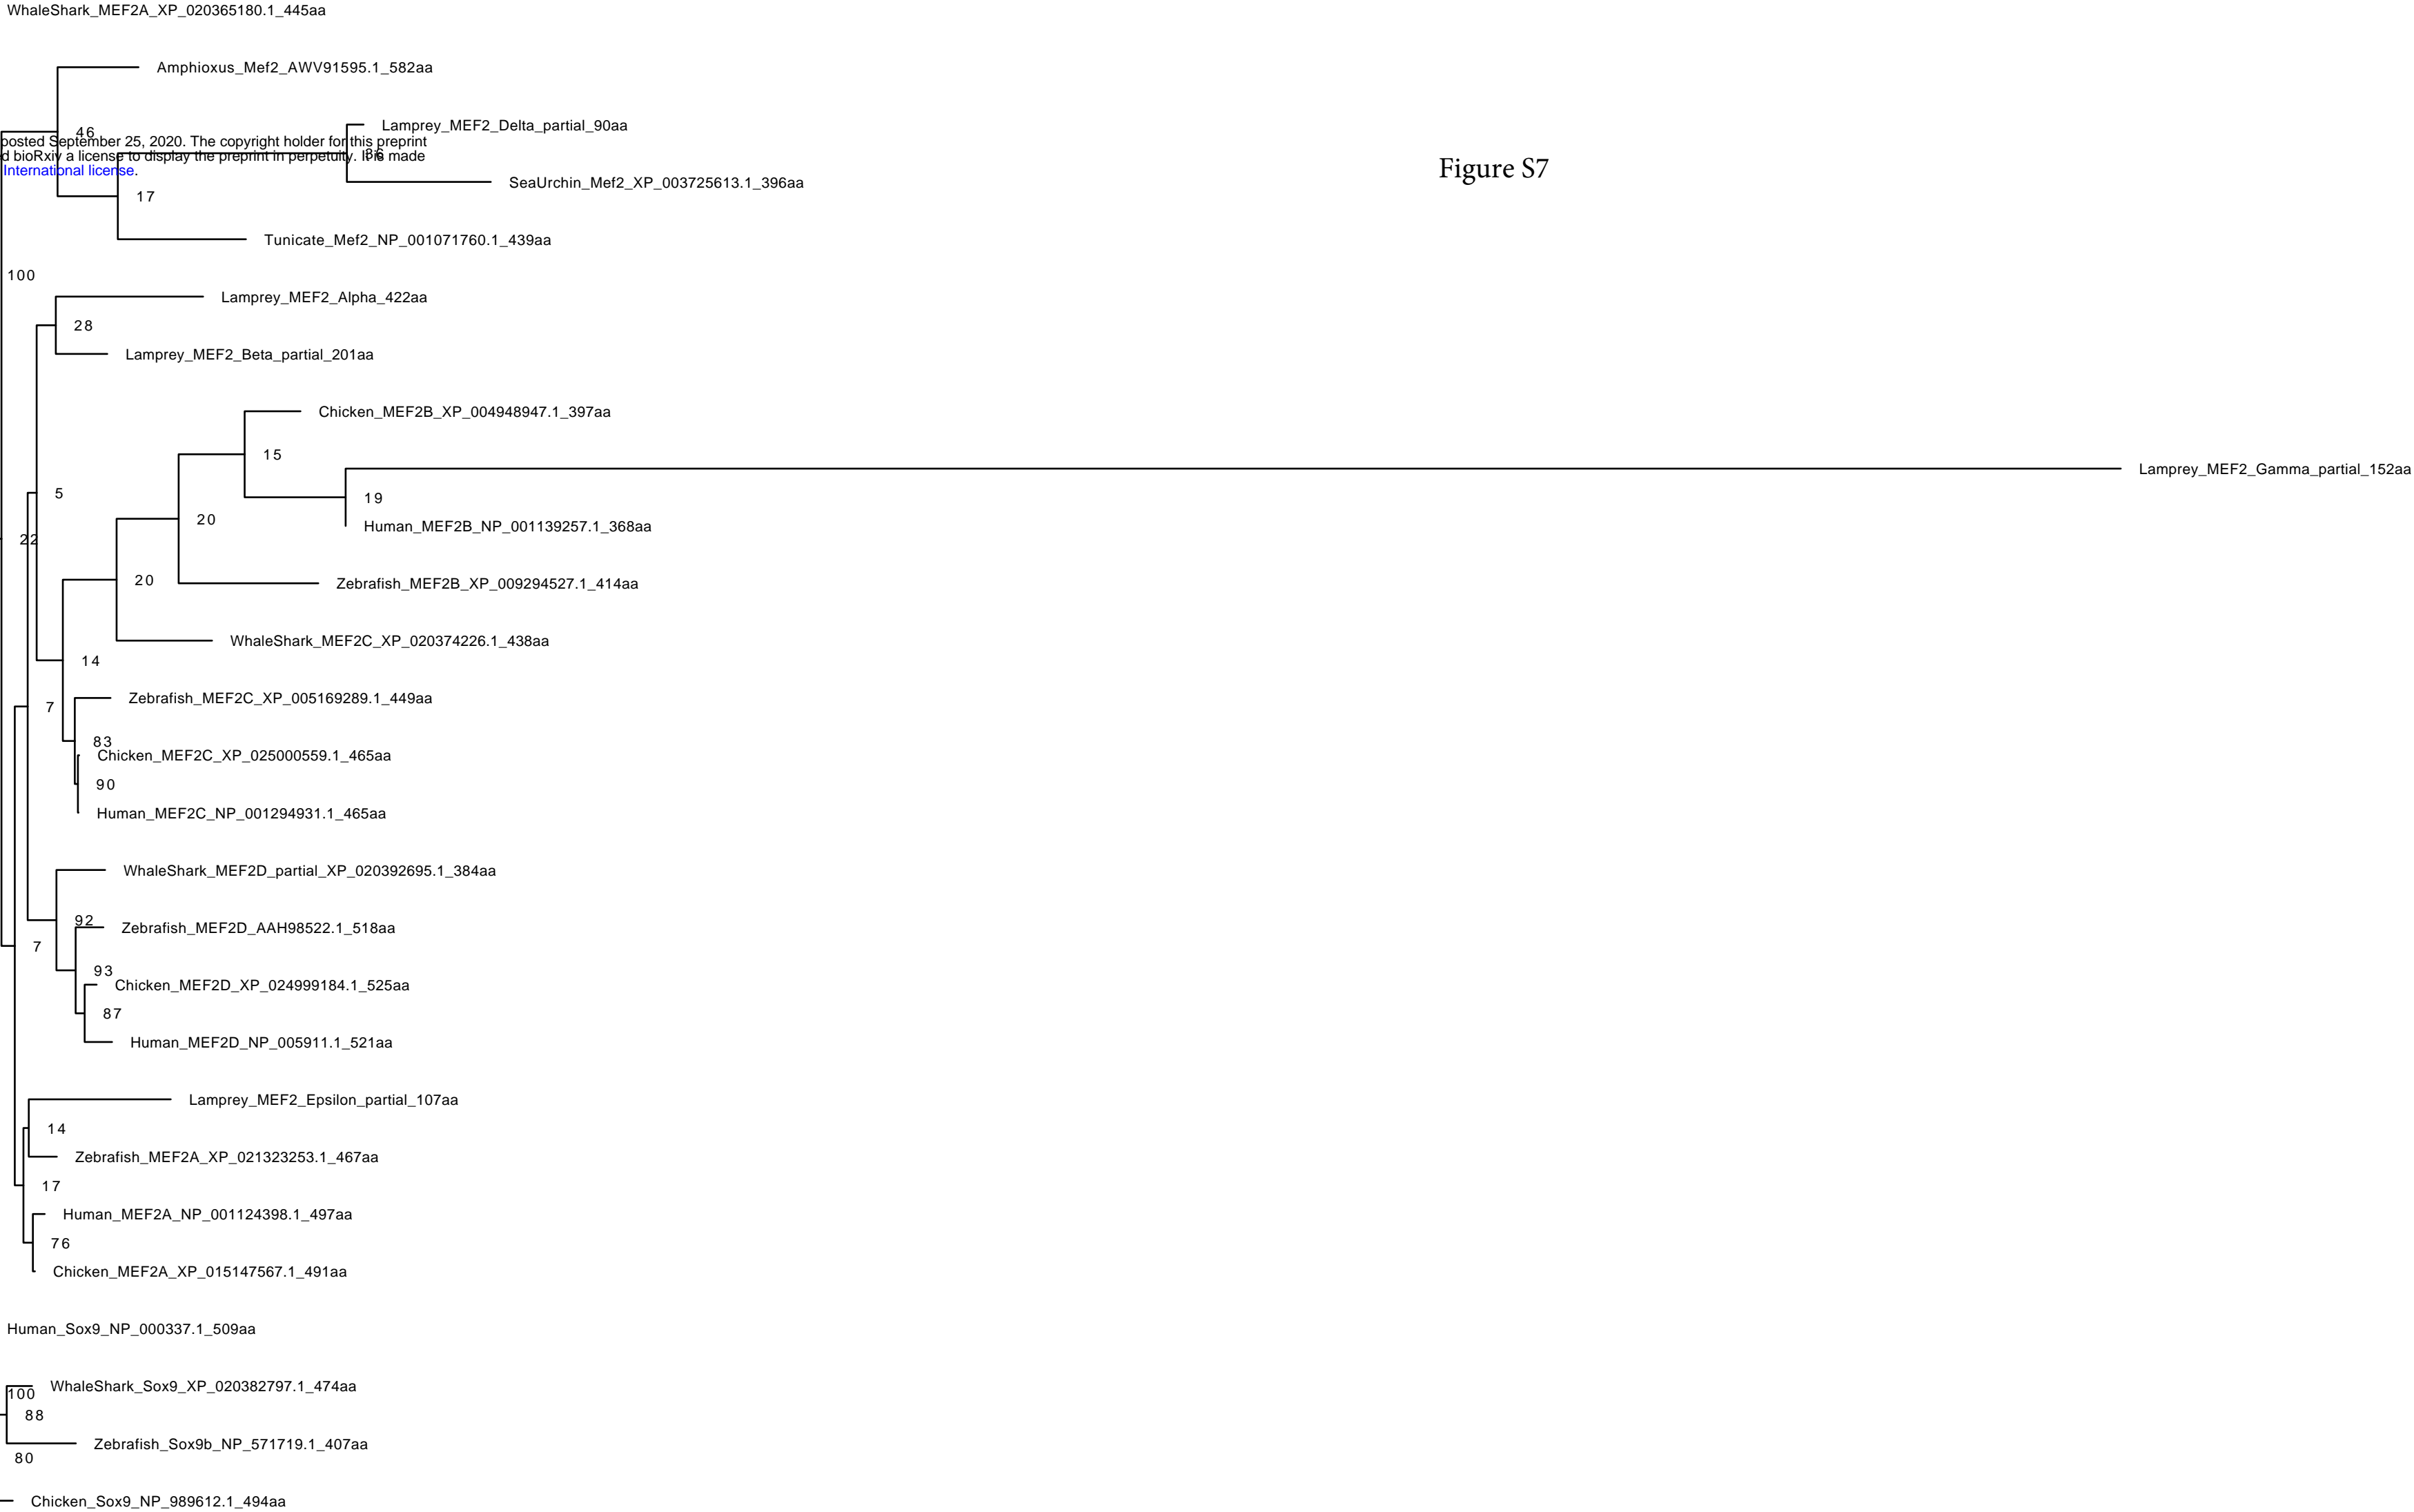 WhaleShark_MEF2A_XP_020365180.1_445aa
Amphioxus_Mef2_AWV91595.1_582aa
Lamprey_MEF2_Delta_partial_90aa
46
posted September 25, 2020. The copyright holder for this preprint
d bioRxiv a license to display the preprint in perpetuity. It is made
International license.
Figure S7
SeaUrchin_Mef2_XP_003725613.1_396aa
17
Tunicate_Mef2_NP_001071760.1_439aa
100
Lamprey_MEF2_Alpha_422aa
28
Lamprey_MEF2_Beta_partial_201aa
Chicken_MEF2B_XP_004948947.1_397aa
15
Lamprey_MEF2_Gamma_partial_152aa
5
19
20
Human_MEF2B_NP_001139257.1_368aa
22
20
Zebrafish_MEF2B_XP_009294527.1_414aa
WhaleShark_MEF2C_XP_020374226.1_438aa
14
Zebrafish_MEF2C_XP_005169289.1_449aa
7
83
Chicken_MEF2C_XP_025000559.1_465aa
90
Human_MEF2C_NP_001294931.1_465aa
WhaleShark_MEF2D_partial_XP_020392695.1_384aa
92
Zebrafish_MEF2D_AAH98522.1_518aa
7
93
Chicken_MEF2D_XP_024999184.1_525aa
87
Human_MEF2D_NP_005911.1_521aa
Lamprey_MEF2_Epsilon_partial_107aa
14
Zebrafish_MEF2A_XP_021323253.1_467aa
17
Human_MEF2A_NP_001124398.1_497aa
76
Chicken_MEF2A_XP_015147567.1_491aa
Human_Sox9_NP_000337.1_509aa
WhaleShark_Sox9_XP_020382797.1_474aa
100
88
Zebrafish_Sox9b_NP_571719.1_407aa
80
Chicken_Sox9_NP_989612.1_494aa